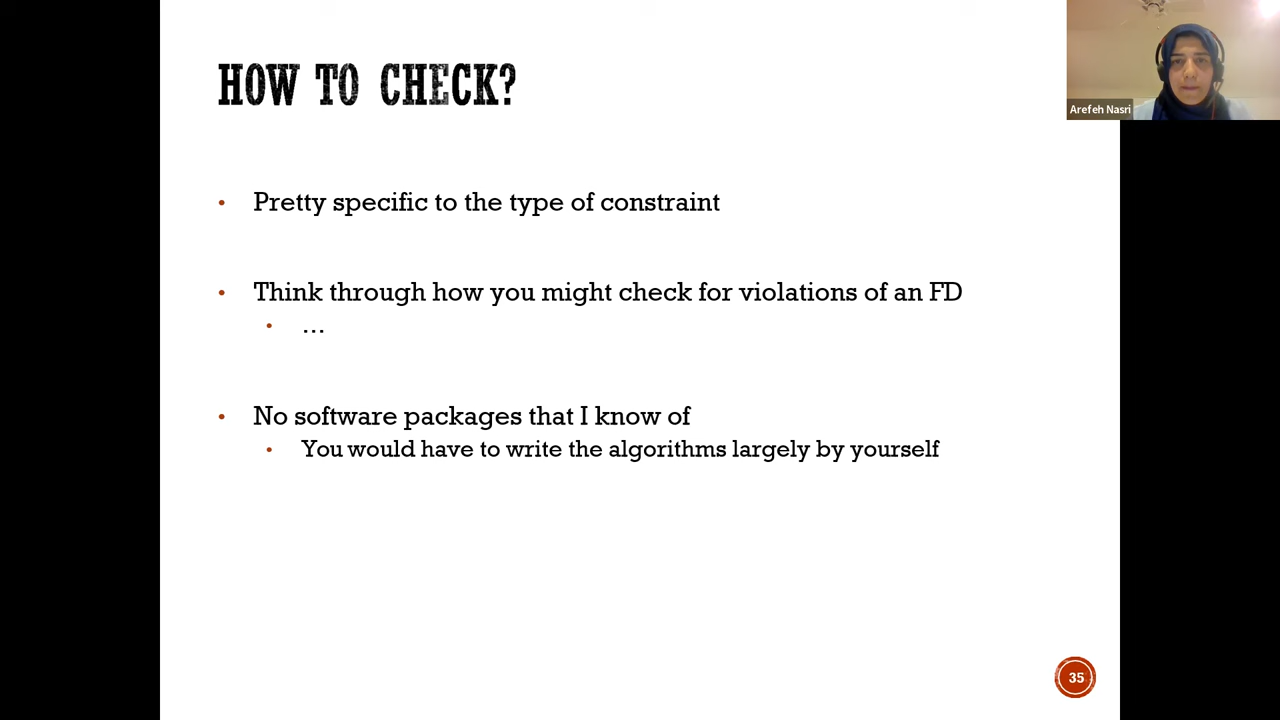 HOW TO CHECK?
Arefeh Nasri
• Pretty specific to the type of constraint
• Think through how you might check for violations of an FD
• ...
• No software packages that I know of
• You would have to write the algorithms largely by yourself
35